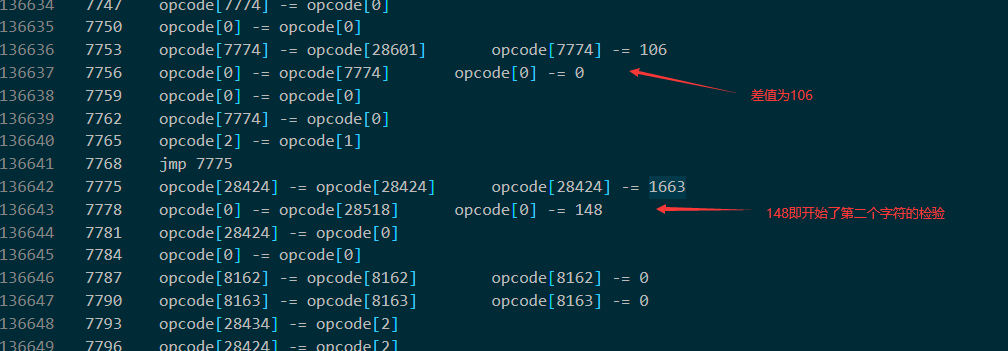 136634 7747 opcode[7774] -= opcode[0]
136635 7750 opcode[0] -= opcode[0]
136636 7753 opcode[7774] -= opcode[28601] opcode[7774] -= 106
136637 7756 opcode[0] -= opcode[7774] opcode[0] -= 0
差值为106
136638 7759 opcode[0] -= opcode[0]
136639 7762 opcode[7774] -= opcode[0]
136640 7765 opcode[2] -= opcode[1]
136641 7768 jmp 7775
136642 7775 opcode[28424] -= opcode[28424] opcode[28424] -= 1663
136643 7778 opcode[0] -= opcode[28518] opcode[0] -= 148
148即开始了第二个字符的检验
136644 7781 opcode[28424] -= opcode[0]
136645 7784 opcode[0] -= opcode[0]
136646 7787 opcode[8162] -= opcode[8162] opcode[8162] -= 0
136647 7790 opcode[8163] -= opcode[8163] opcode[8163] -= 0
136648 7793 opcode[28434] -= opcode[2]
136649 7796 opcode[28424] -= opcode[2]